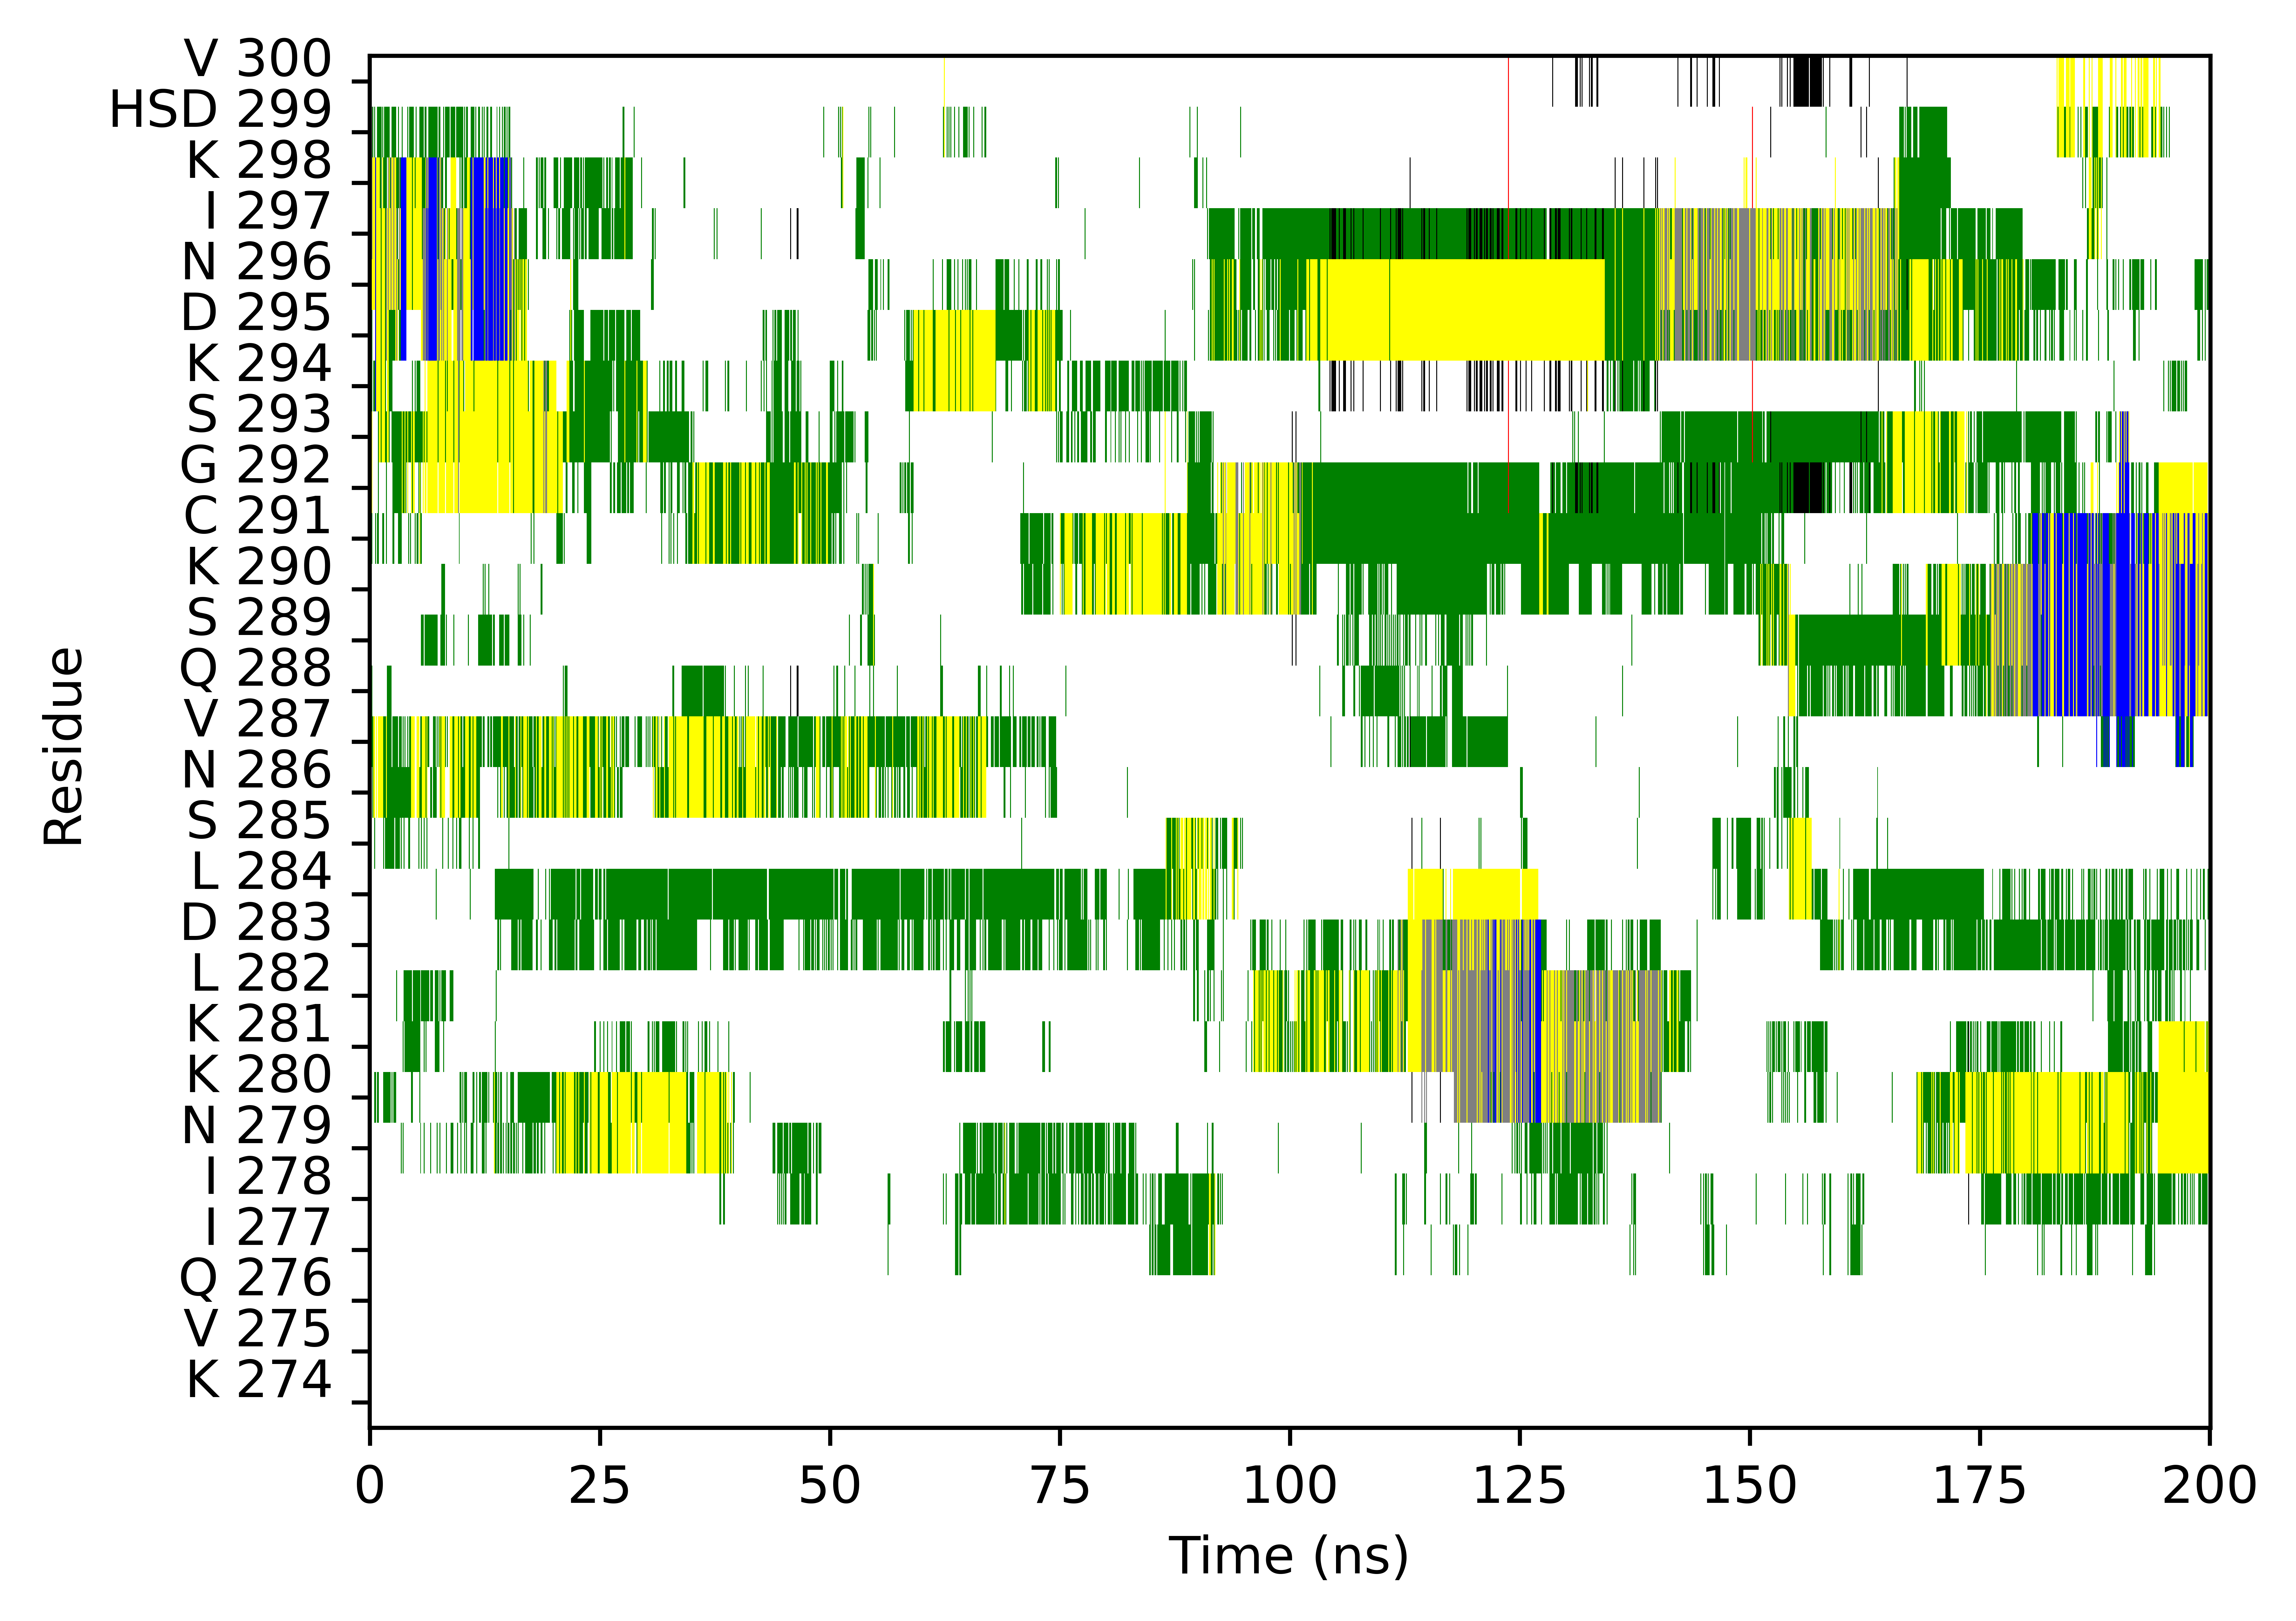 V 300
HSD 299
K 298
I 297
N 296
D 295
K 294
S 293
G 292
C 291
K 290
S 289
Q 288
V 287
N 286
S 285
L 284
D 283
L 282
K 281
K 280
N 279
I 278
I 277
Q 276
V 275
K 274
Residue
0 25 50 75 100 125 150 175 200
Time (ns)